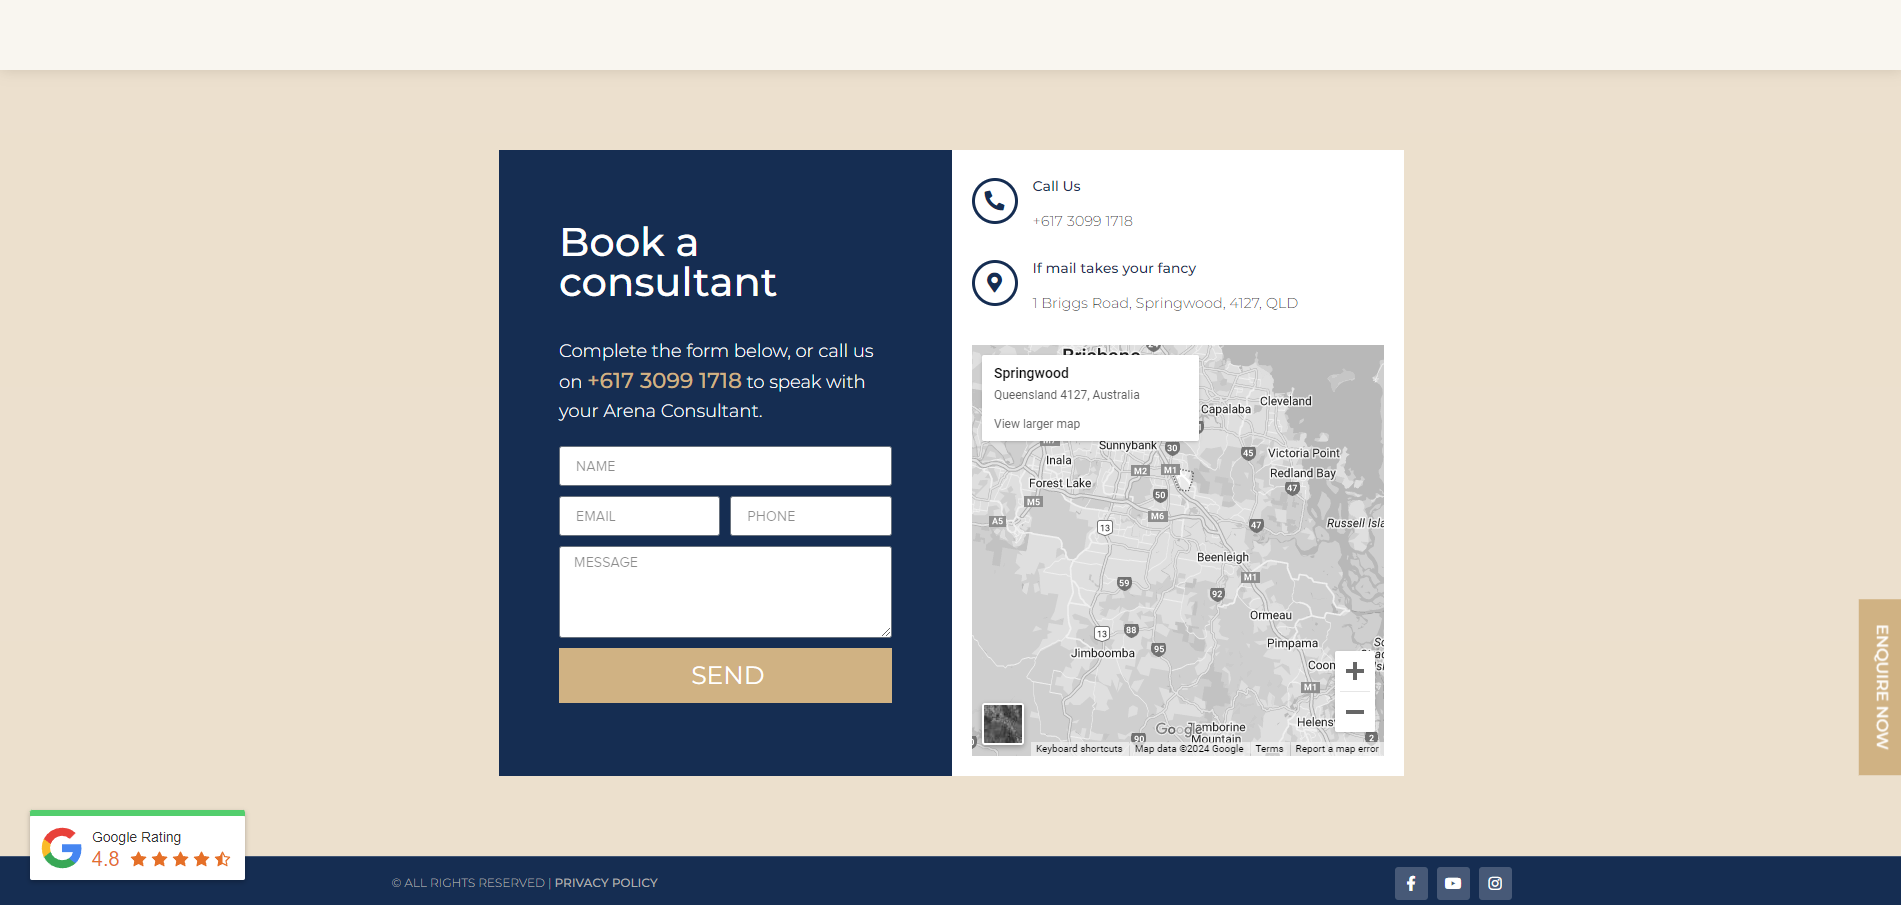 Book a
consultant
Complete the form below, or call us
on +617 3099 1718 to speak with
your Arena Consultant.
NAME
EMAIL
PHONE
MESSAGE
SEND
Call Us
+617 3099 1718
If mail takes your fancy
1 Briggs Road, Springwood, 4127, QLD
Brisbane
Springwood
Queensland 4127, Australia
View larger map
Cleveland
Capalaba
Sunnybank
30
45
Victoria Point
Inala
M2
M1
Redland Bay
Forest Lake
47
50
M5
M6
A5
13
47
Beenleigh
M1
59
92
Ormeau
13
88
Pimpama
Jimboomba
95
M1
Google
Tamborine
Mountain
90
2
Keyboard shortcuts
Map data ©2024 Google
Terms
Report a map error
ENQUIRE NOW
Google Rating
4.8
© ALL RIGHTS RESERVED | PRIVACY POLICY